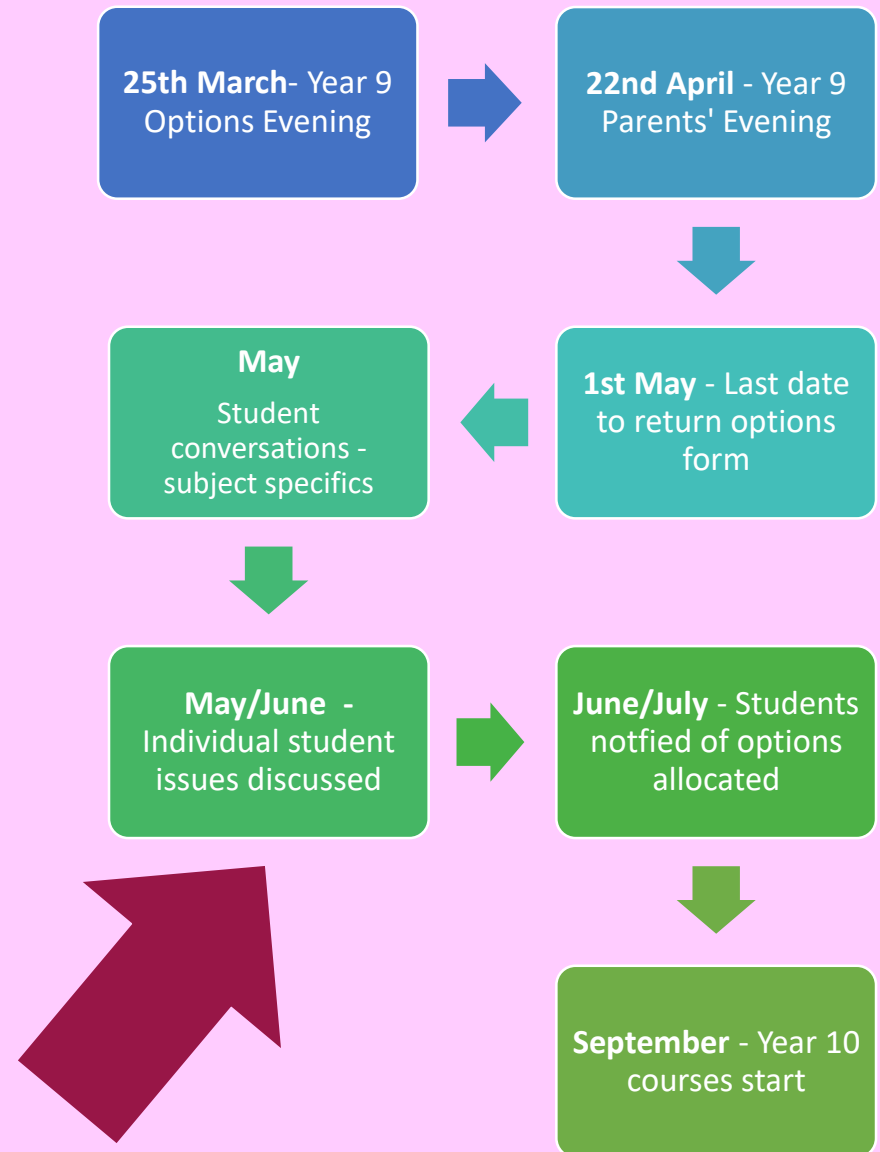 25th March- Year 9
Options Evening
22nd April - Year 9
Parents' Evening
1st May - Last date
to return options
form
May
Student
conversations -
subject specifics
May/June -
Individual student
issues discussed
June/July - Students
notfied of options
allocated
September - Year 10
courses start